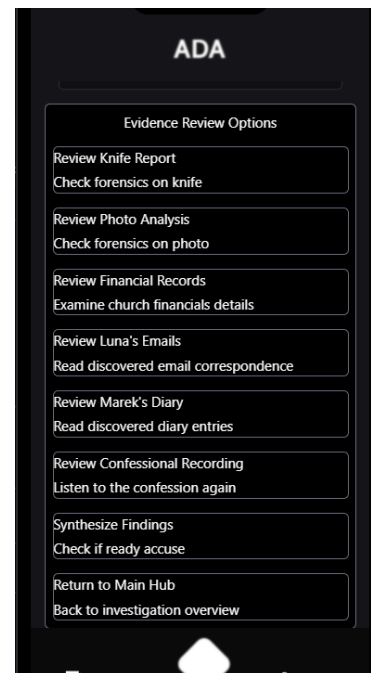 ADA
Evidence Review Options
Review Knife Report
Check forensics on knife
Review Photo Analysis
Check forensics on photo
Review Financial Records
Examine church financials details
Review Luna's Emails
Read discovered email correspondence
Review Marek's Diary
Read discovered diary entries
Review Confessional Recording
Listen to the confession again
Synthesize Findings
Check if ready accuse
Return to Main Hub
Back to investigation overview